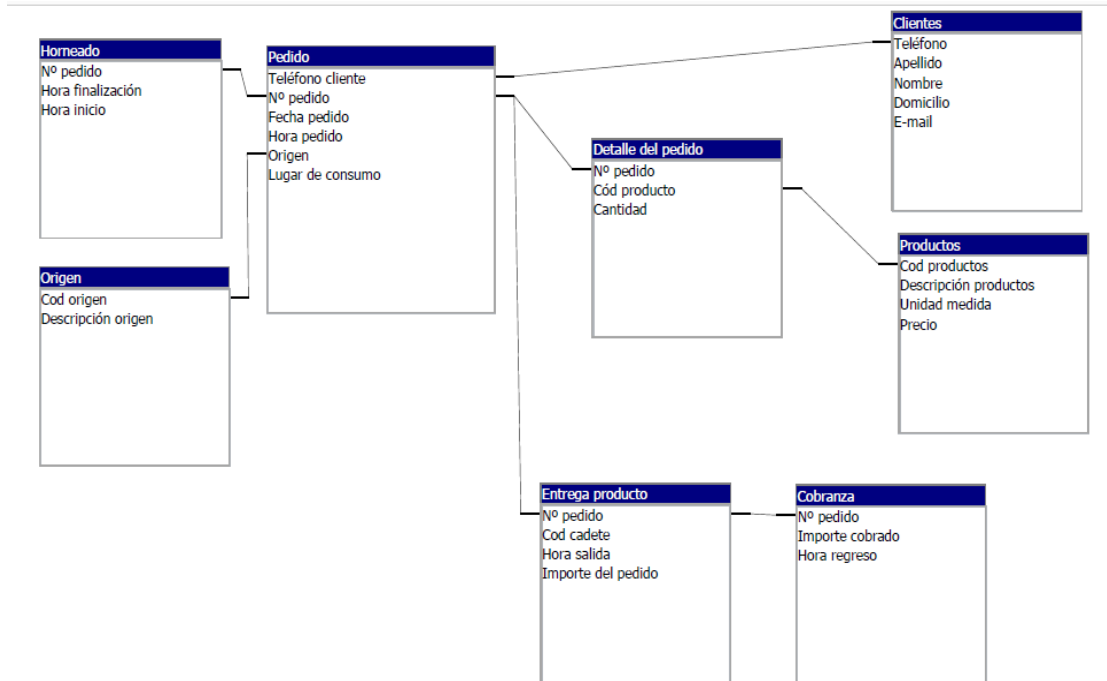 Horneado
Nº pedido
Hora finalización
Hora inicio
Pedido
Teléfono cliente
Nº pedido
Fecha pedido
Hora pedido
Origen
Lugar de consumo
Clientes
Teléfono
Apellido
Nombre
Domicilio
E-mail
Detalle del pedido
Nº pedido
Cód producto
Cantidad
Productos
Cod productos
Descripción productos
Unidad medida
Precio
Origen
Cod origen
Descripción origen
Entrega producto
Nº pedido
Cod cadete
Hora salida
Importe del pedido
Cobranza
Nº pedido
Importe cobrado
Hora regreso